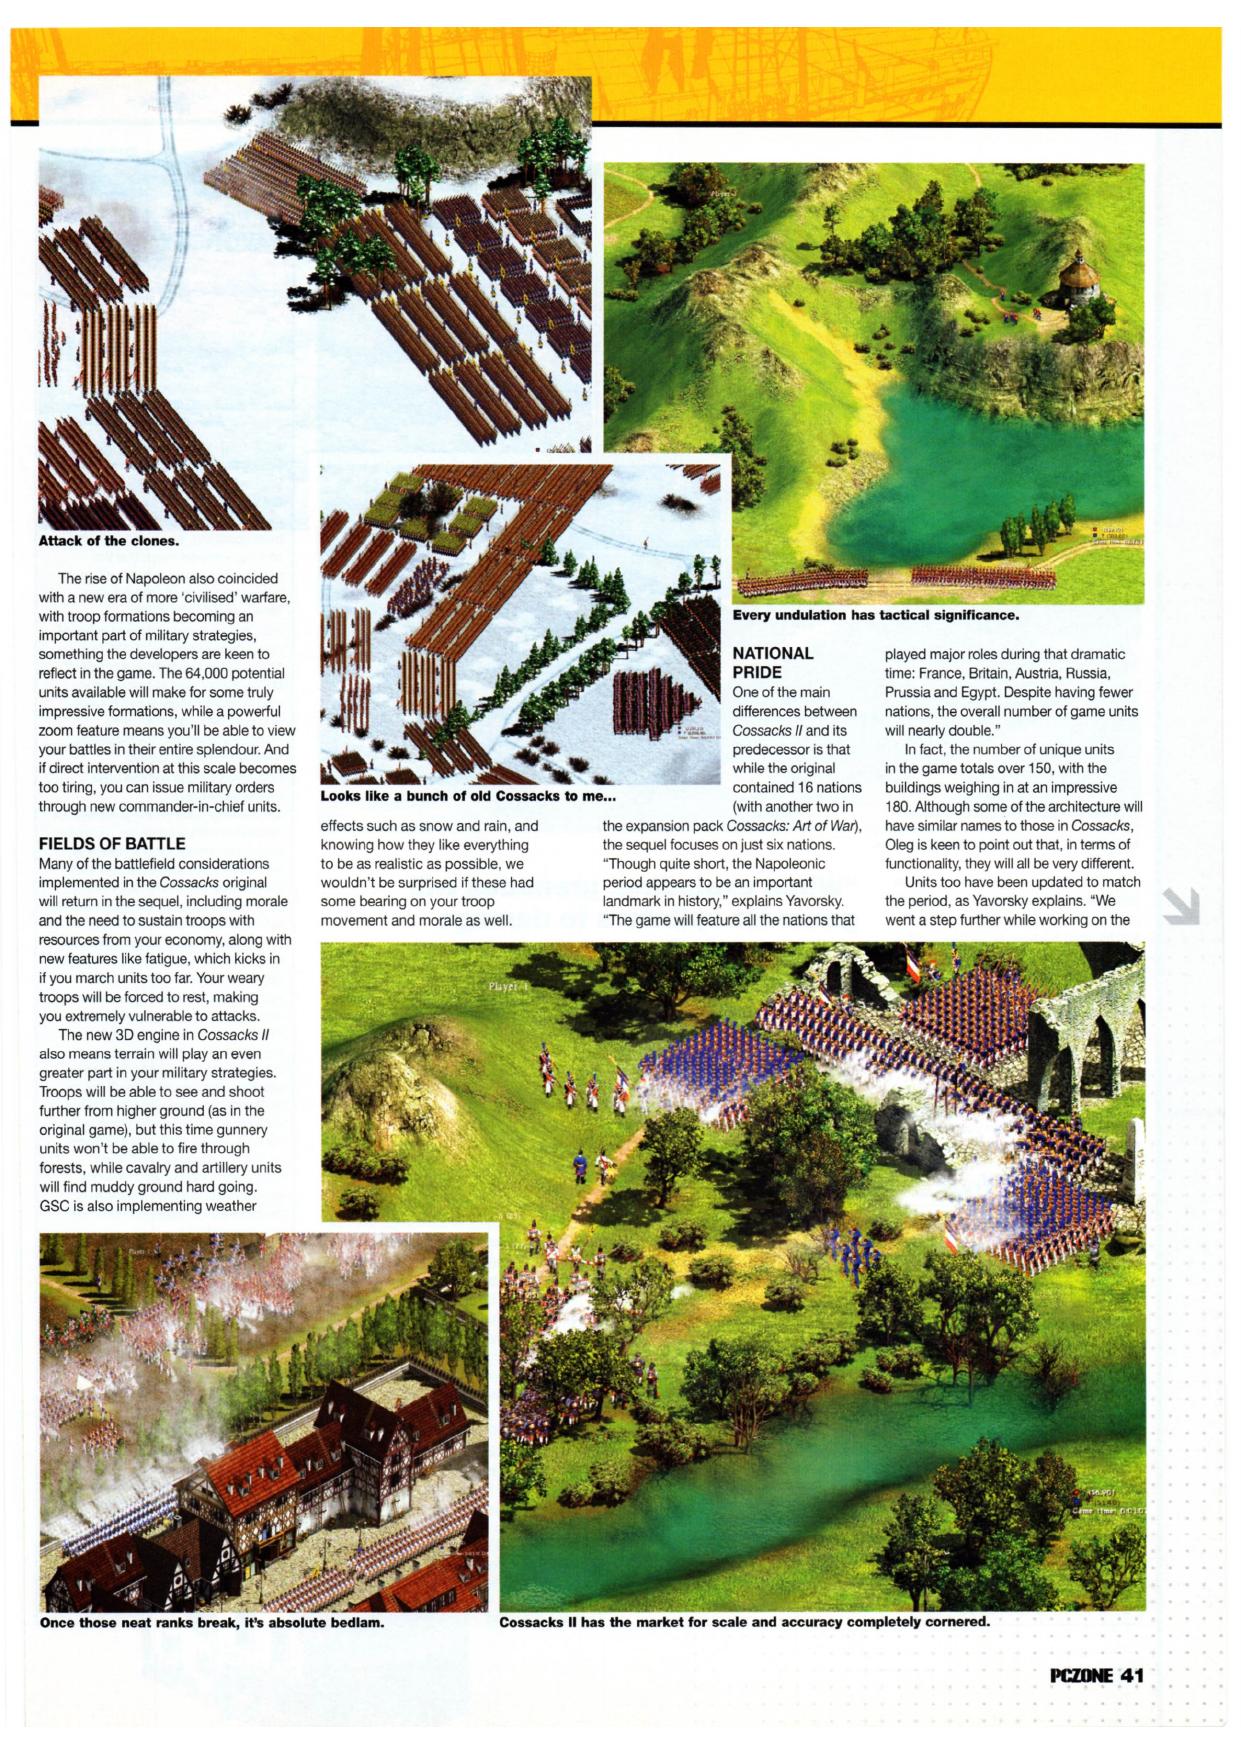 Attack of the clones.
The rise of Napoleon also coincided
with a new era of more 'civilised' warfare,
with troop formations becoming an
important part of military strategies,
something the developers are keen to
reflect in the game. The 64,000 potential
units available will make for some truly
impressive formations, while a powerful
zoom feature means you'll be able to view
your battles in their entire splendour. And
if direct intervention at this scale becomes
too tiring, you can issue military orders
through new commander-in-chief units.
FIELDS OF BATTLE
Many of the battlefield considerations
implemented in the Cossacks original
will return in the sequel, including morale
and the need to sustain troops with
resources from your economy, along with
new features like fatigue, which kicks in
if you march units too far. Your weary
troops will be forced to rest, making
you extremely vulnerable to attacks.
The new 3D engine in Cossacks II
also means terrain will play an even
greater part in your military strategies.
Troops will be able to see and shoot
further from higher ground (as in the
original game), but this time gunnery
units won't be able to fire through
forests, while cavalry and artillery units
will find muddy ground hard going.
GSC is also implementing weather
Looks like a bunch of old Cossacks to me...
effects such as snow and rain, and
knowing how they like everything
to be as realistic as possible, we
wouldn't be surprised if these had
some bearing on your troop
movement and morale as well.
Every undulation has tactical significance.
NATIONAL
PRIDE
One of the main
differences between
Cossacks II and its
predecessor is that
while the original
contained 16 nations
(with another two in
the expansion pack Cossacks: Art of War),
the sequel focuses on just six nations.
"Though quite short, the Napoleonic
period appears to be an important
landmark in history," explains Yavorsky.
"The game will feature all the nations that
played major roles during that dramatic
time: France, Britain, Austria, Russia,
Prussia and Egypt. Despite having fewer
nations, the overall number of game units
will nearly double."
In fact, the number of unique units
in the game totals over 150, with the
buildings weighing in at an impressive
180. Although some of the architecture will
have similar names to those in Cossacks,
Oleg is keen to point out that, in terms of
functionality, they will all be very different.
Units too have been updated to match
the period, as Yavorsky explains. "We
went a step further while working on the
Player 1
Once those neat ranks break, it's absolute bedlam.
Cossacks II has the market for scale and accuracy completely cornered.
PCZONE 41